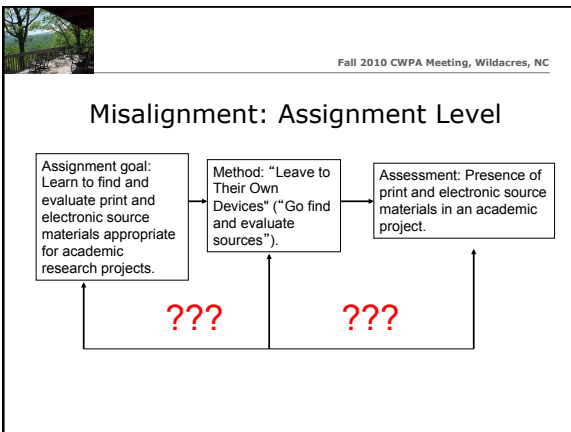 Fall 2010 CWPA Meeting, Wildacres, NC
Misalignment: Assignment Level
Assignment goal:
Learn to find and
evaluate print and
electronic source
materials appropriate
for academic
research projects.
Method: “Leave to
Their Own
Devices" (“Go find
and evaluate
sources”).
Assessment: Presence of
print and electronic source
materials in an academic
project.
???
???